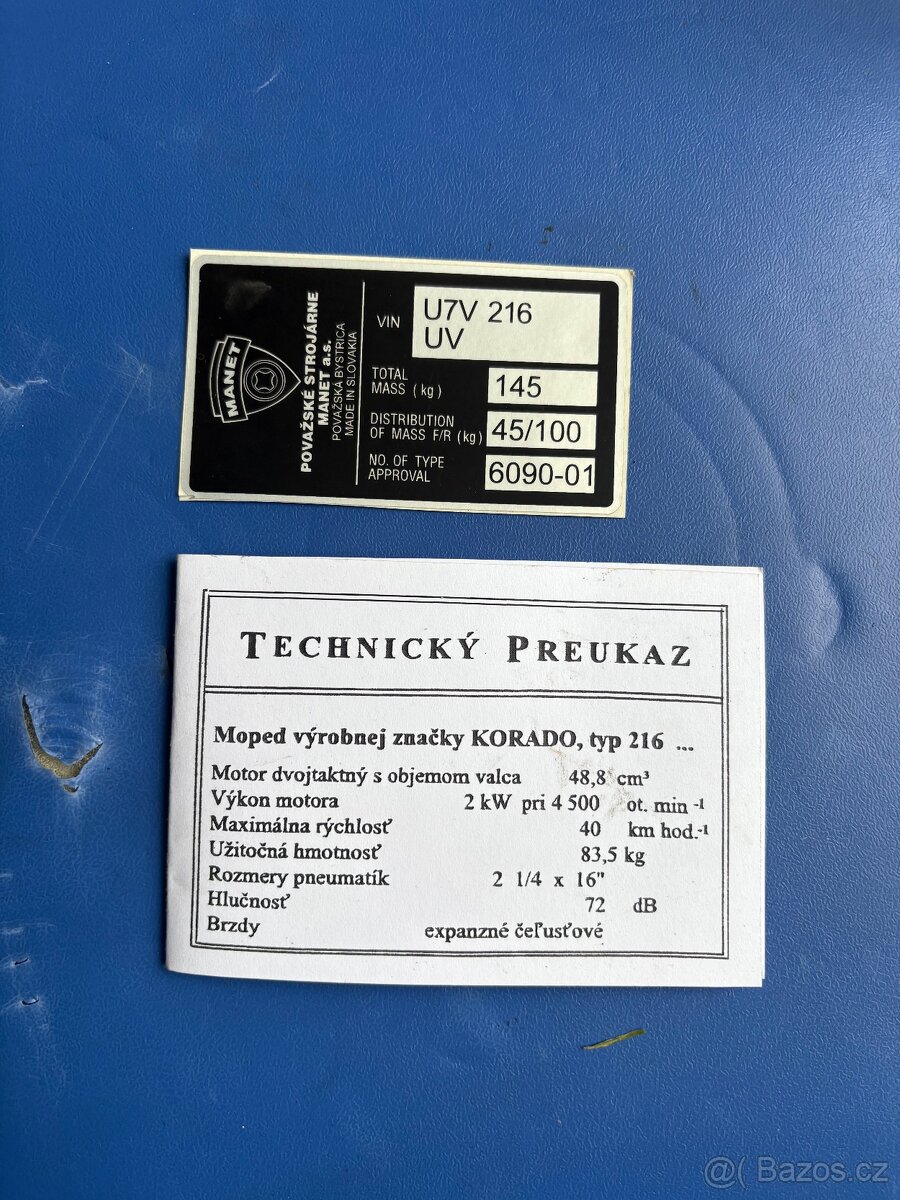 MANET
POVAŽSKÉ STROJÁRNE
MANET a.s.
POVAŽSKÁ BYSTRICA
MADE IN SLOVAKIA
VIN U7V 216
UV
TOTAL
MASS (kg) 145
DISTRIBUTION
OF MASS F/R (kg) 45/100
NO. OF TYPE
APPROVAL 6090-01
TECHNICKÝ PREUKAZ
Moped výrobnej značky KORADO, typ 216 ...
Motor dvojtaktný s objemom valca 48,8 cm³
Výkon motora 2 kW pri 4 500 ot. min -1
Maximálna rýchlosť 40 km hod.-1
Užitočná hmotnosť 83,5 kg
Rozmery pneumatík 2 1/4 x 16"
Hlučnosť 72 dB
Brzdy expanzné čeľusťové
@( Bazos.cz